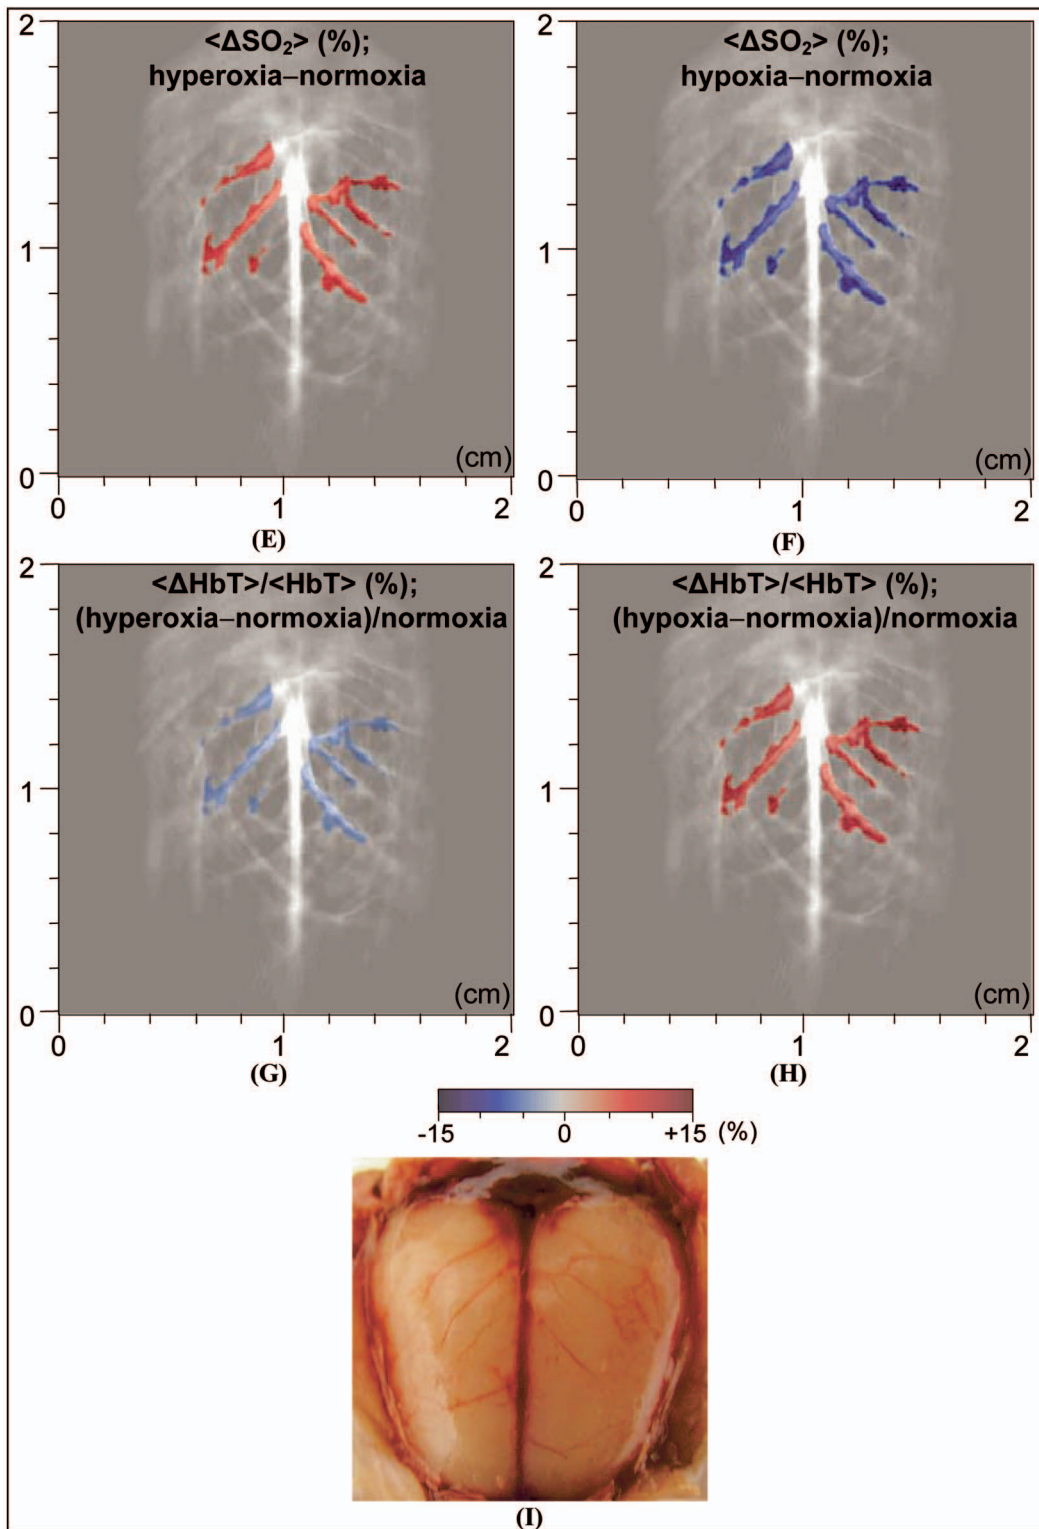 <ΔSO₂> (%);
hyperoxia–normoxia
2
1
0
0
1
2
(cm)
(E)
<ΔSO₂> (%);
hypoxia–normoxia
2
1
0
0
1
2
(cm)
(F)
<ΔHbT>/<HbT> (%);
(hyperoxia–normoxia)/normoxia
2
1
0
0
1
2
(cm)
(G)
<ΔHbT>/<HbT> (%);
(hypoxia–normoxia)/normoxia
2
1
0
0
1
2
(cm)
(H)
-15 0 +15 (%)
(I)